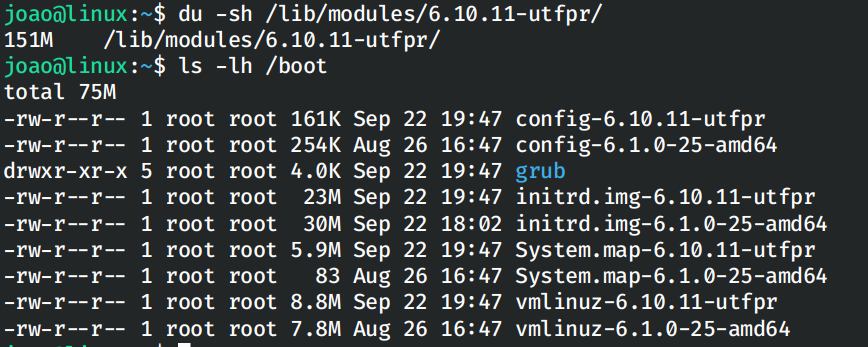 joao@linux:~$ du -sh /lib/modules/6.10.11-utfpr/
151M    /lib/modules/6.10.11-utfpr/
joao@linux:~$ ls -lh /boot
total 75M
-rw-r--r-- 1 root root 161K Sep 22 19:47 config-6.10.11-utfpr
-rw-r--r-- 1 root root 254K Aug 26 16:47 config-6.1.0-25-amd64
drwxr-xr-x 5 root root 4.0K Sep 22 19:47 grub
-rw-r--r-- 1 root root  23M Sep 22 19:47 initrd.img-6.10.11-utfpr
-rw-r--r-- 1 root root  30M Sep 22 18:02 initrd.img-6.1.0-25-amd64
-rw-r--r-- 1 root root 5.9M Sep 22 19:47 System.map-6.10.11-utfpr
-rw-r--r-- 1 root root   83 Aug 26 16:47 System.map-6.1.0-25-amd64
-rw-r--r-- 1 root root 8.8M Sep 22 19:47 vmlinuz-6.10.11-utfpr
-rw-r--r-- 1 root root 7.8M Aug 26 16:47 vmlinuz-6.1.0-25-amd64
joao@linux:~$